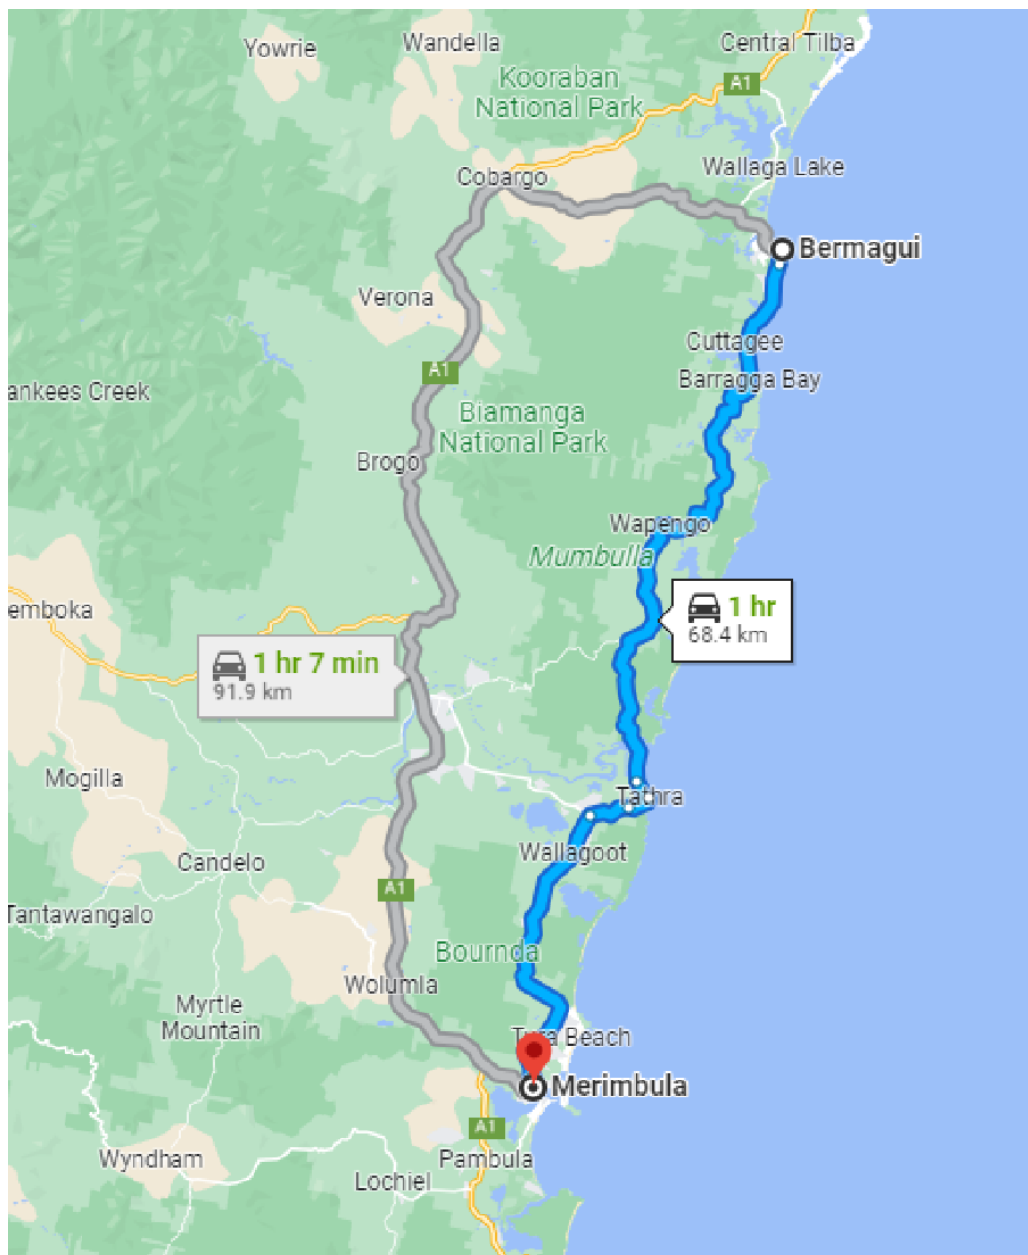 Yowrie
Wandella
Central Tilba
Kooraban
National Park
A1
Cobargo
Wallaga Lake
Bermagui
Verona
Cuttagee
A1
Barragga Bay
ankees Creek
Biamanga
National Park
Brogo
Wapengo
Mumbulla
emboka
1 hr
68.4 km
1 hr 7 min
91.9 km
Mogilla
Tathra
Wallagoot
Candelo
A1
Tantawangalo
Bournda
Wolumla
Myrtle
Mountain
Tura Beach
Merimbula
A1
Wyndham
Pambula
Lochiel